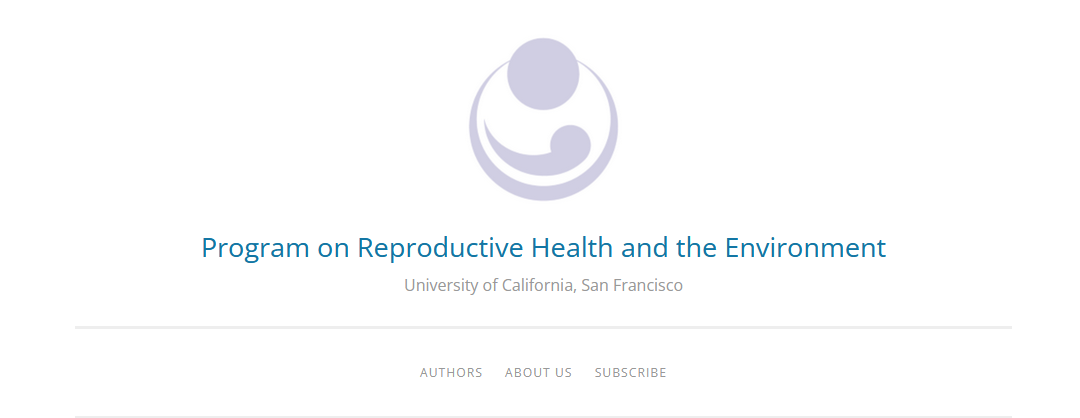 Program on Reproductive Health and the Environment
University of California, San Francisco
AUTHORS ABOUT US SUBSCRIBE